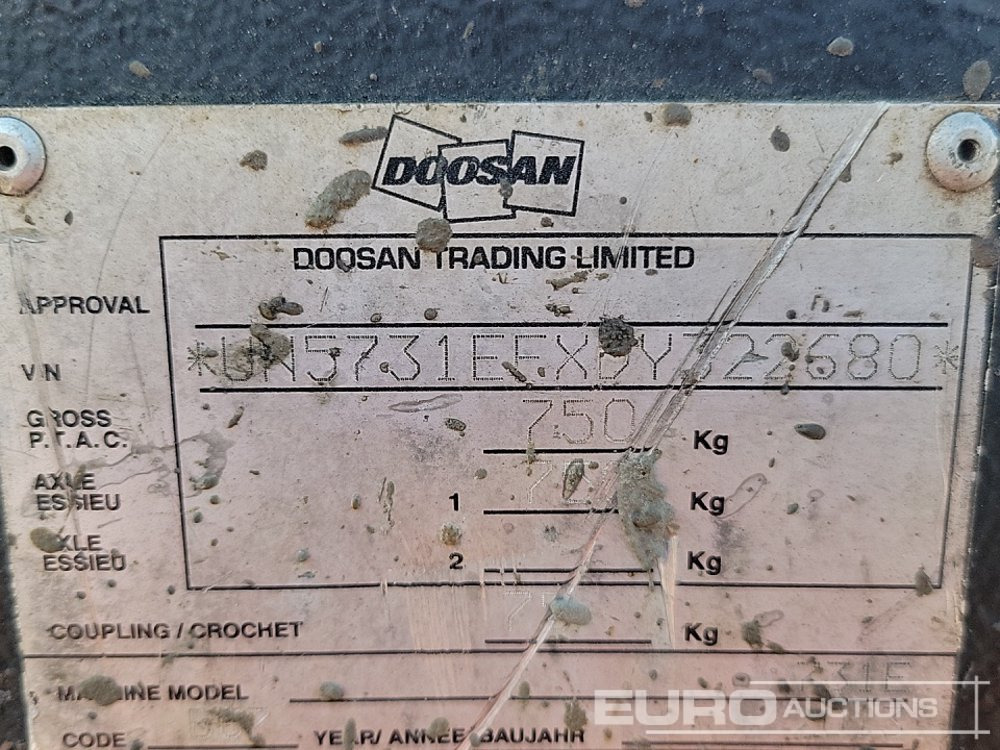 DOOSAN
DOOSAN TRADING LIMITED
APPROVAL
VIN *UN5731EEXDY322680*
GROSS 750 Kg
P.T.A.C.
AXLE
ESSIEU 1 Kg
AXLE
ESSIEU 2 Kg
COUPLING / CROCHET Kg
MACHINE MODEL 731E
CODE YEAR/ ANNEE/BAUJAHR
EURO AUCTIONS